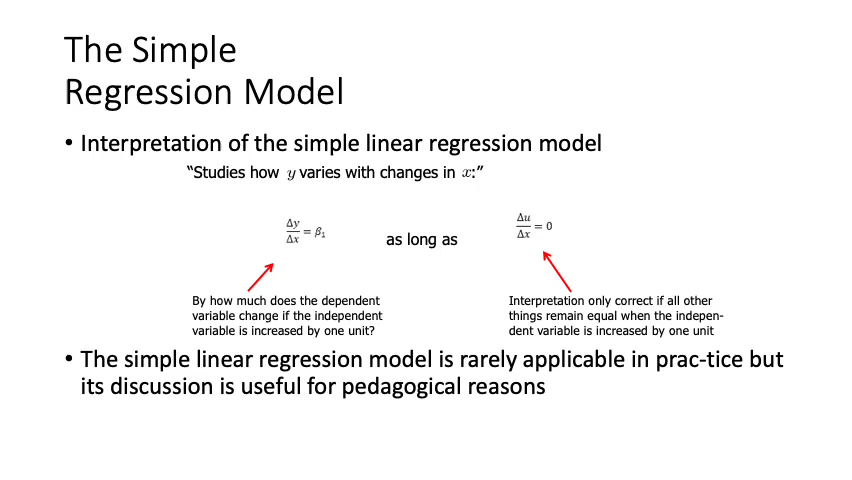 The Simple
Regression Model
• Interpretation of the simple linear regression model
“Studies how y varies with changes in x:”
Δy/Δx = β₁ as long as Δu/Δx = 0
By how much does the dependent
variable change if the independent
variable is increased by one unit?
Interpretation only correct if all other
things remain equal when the indepen-
dent variable is increased by one unit
• The simple linear regression model is rarely applicable in prac-tice but
its discussion is useful for pedagogical reasons